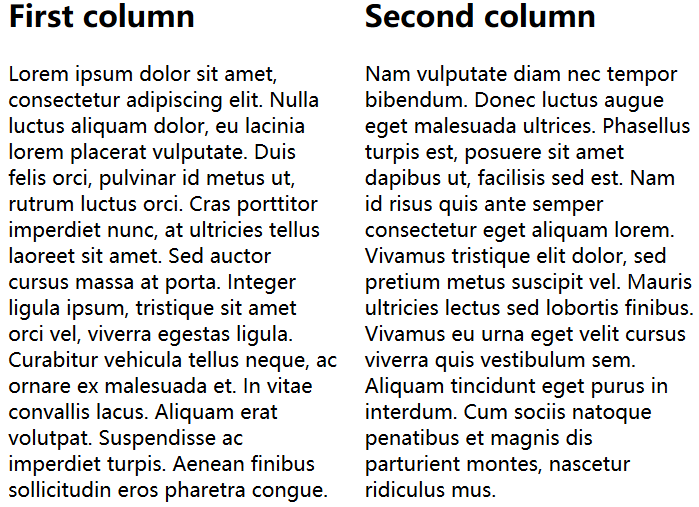 First column
Lorem ipsum dolor sit amet,
consectetur adipiscing elit. Nulla
luctus aliquam dolor, eu lacinia
lorem placerat vulputate. Duis
felis orci, pulvinar id metus ut,
rutrum luctus orci. Cras porttitor
imperdiet nunc, at ultricies tellus
laoreet sit amet. Sed auctor
cursus massa at porta. Integer
ligula ipsum, tristique sit amet
orci vel, viverra egestas ligula.
Curabitur vehicula tellus neque, ac
ornare ex malesuada et. In vitae
convallis lacus. Aliquam erat
volutpat. Suspendisse ac
imperdiet turpis. Aenean finibus
sollicitudin eros pharetra congue.
Second column
Nam vulputate diam nec tempor
bibendum. Donec luctus augue
eget malesuada ultrices. Phasellus
turpis est, posuere sit amet
dapibus ut, facilisis sed est. Nam
id risus quis ante semper
consectetur eget aliquam lorem.
Vivamus tristique elit dolor, sed
pretium metus suscipit vel. Mauris
ultricies lectus sed lobortis finibus.
Vivamus eu urna eget velit cursus
viverra quis vestibulum sem.
Aliquam tincidunt eget purus in
interdum. Cum sociis natoque
penatibus et magnis dis
parturient montes, nascetur
ridiculus mus.